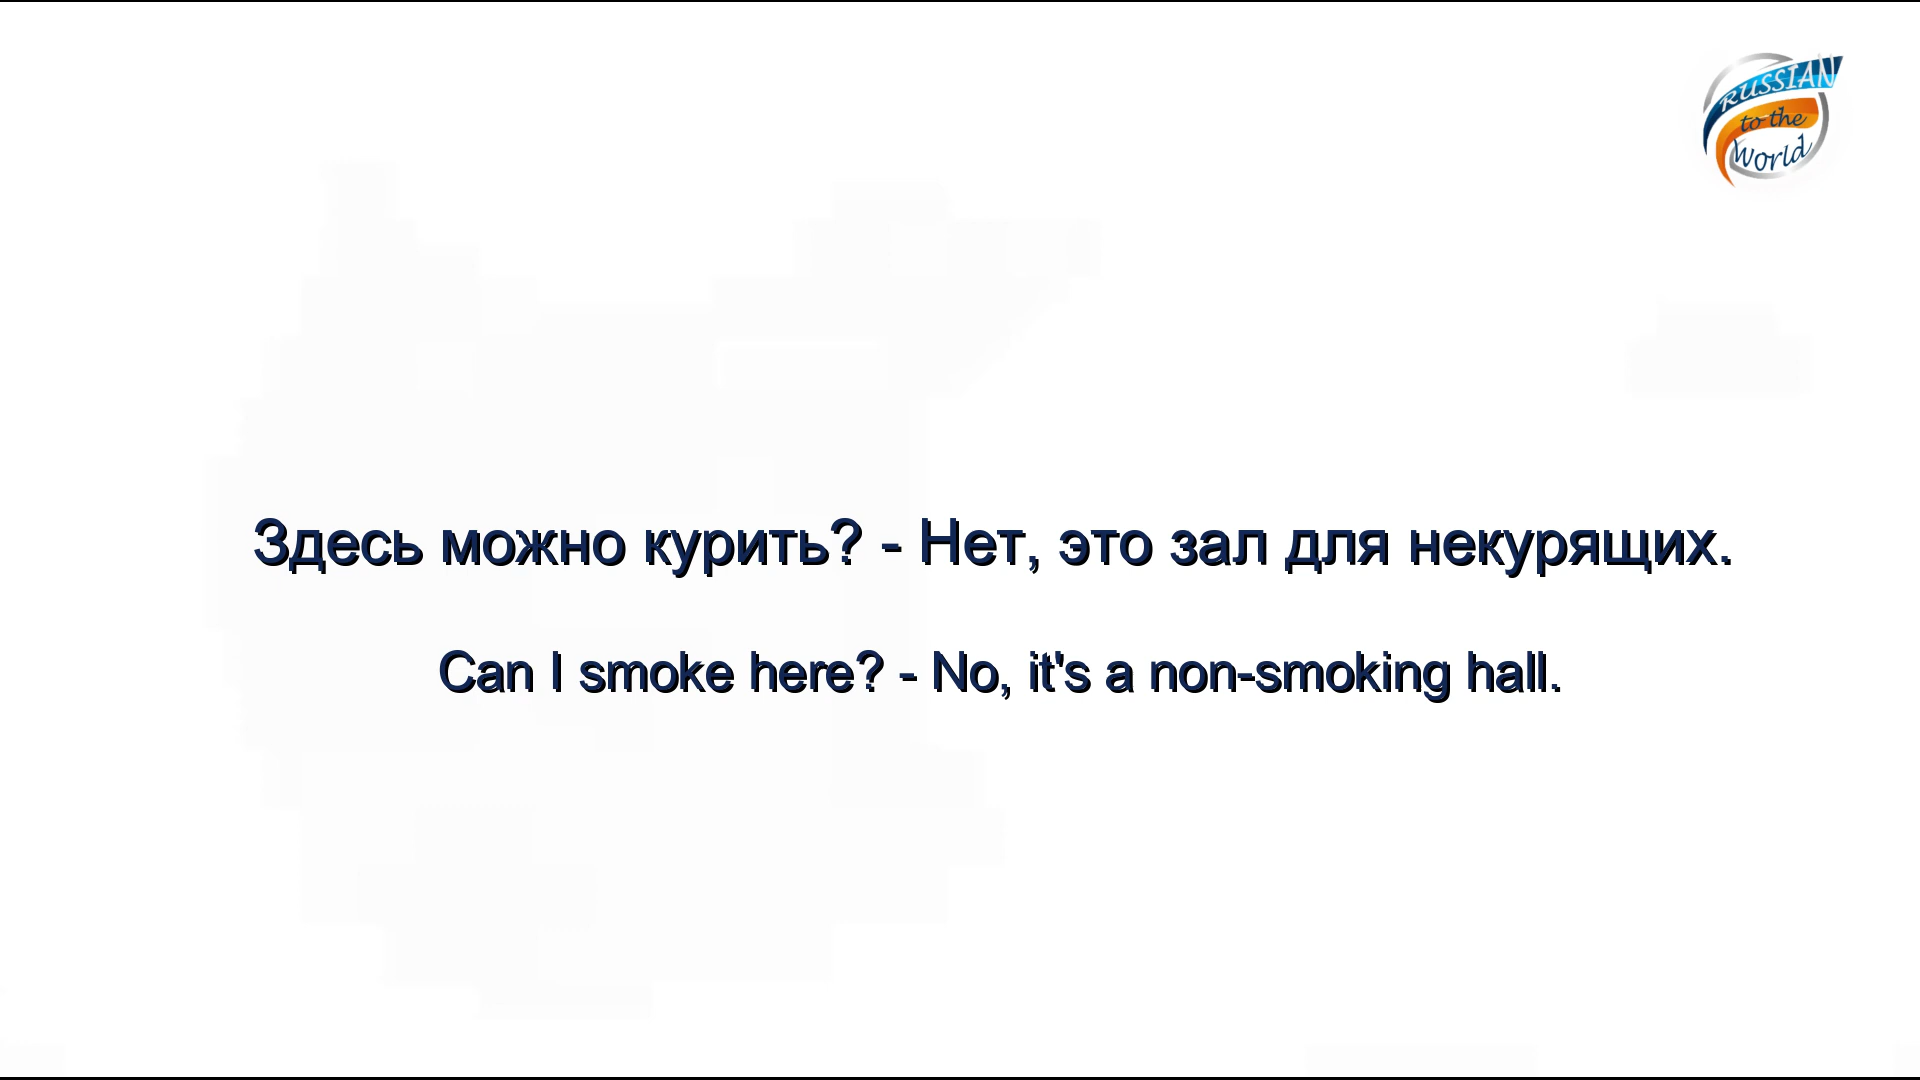 RUSSIAN
to the
World
Здесь можно курить? - Нет, это зал для некурящих.
Can I smoke here? - No, it's a non-smoking hall.